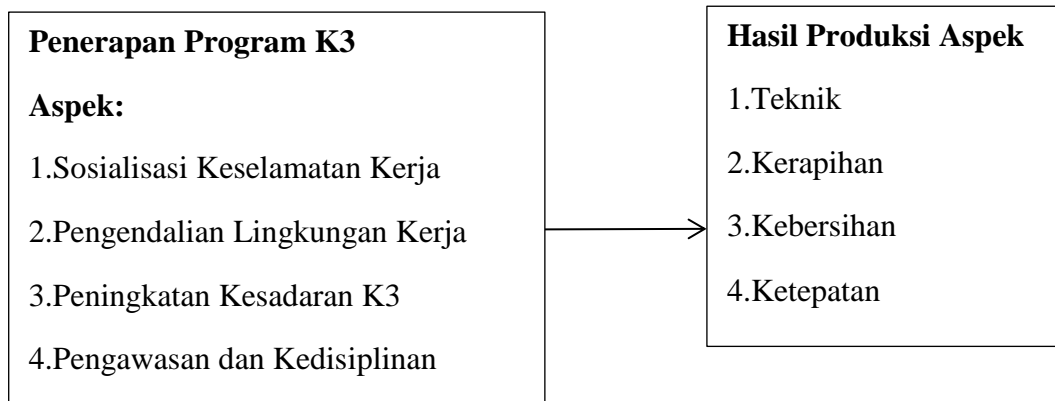 Penerapan Program K3
Aspek:
1.Sosialisasi Keselamatan Kerja
2.Pengendalian Lingkungan Kerja
3.Peningkatan Kesadaran K3
4.Pengawasan dan Kedisiplinan
Hasil Produksi Aspek
1.Teknik
2.Kerapihan
3.Kebersihan
4.Ketepatan